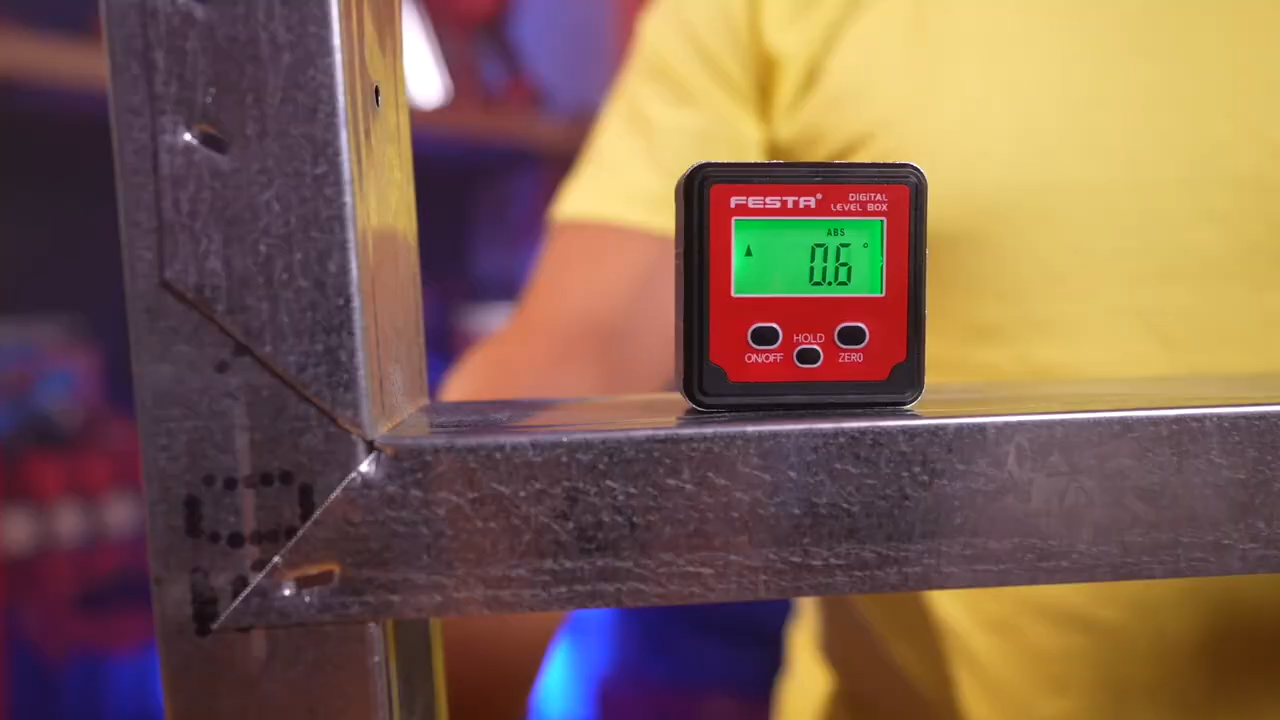 FESTA®
DIGITAL
LEVEL BOX
ABS
0.6°
HOLD
ON/OFF
ZERO